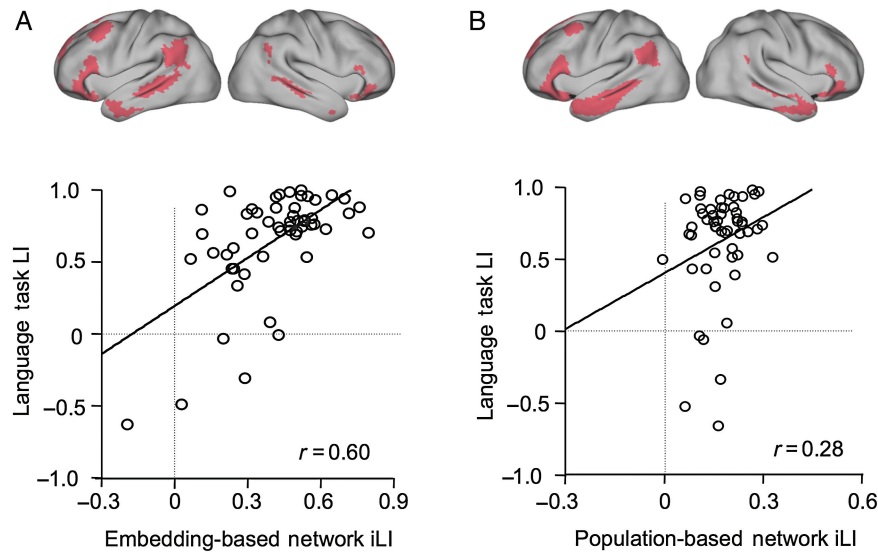 A
B
1.0
0.5
0
−0.5
−1.0
Language task LI
r = 0.60
−0.3 0 0.3 0.6 0.9
Embedding-based network iLI
1.0
0.5
0
−0.5
−1.0
Language task LI
r = 0.28
−0.3 0 0.3 0.6
Population-based network iLI